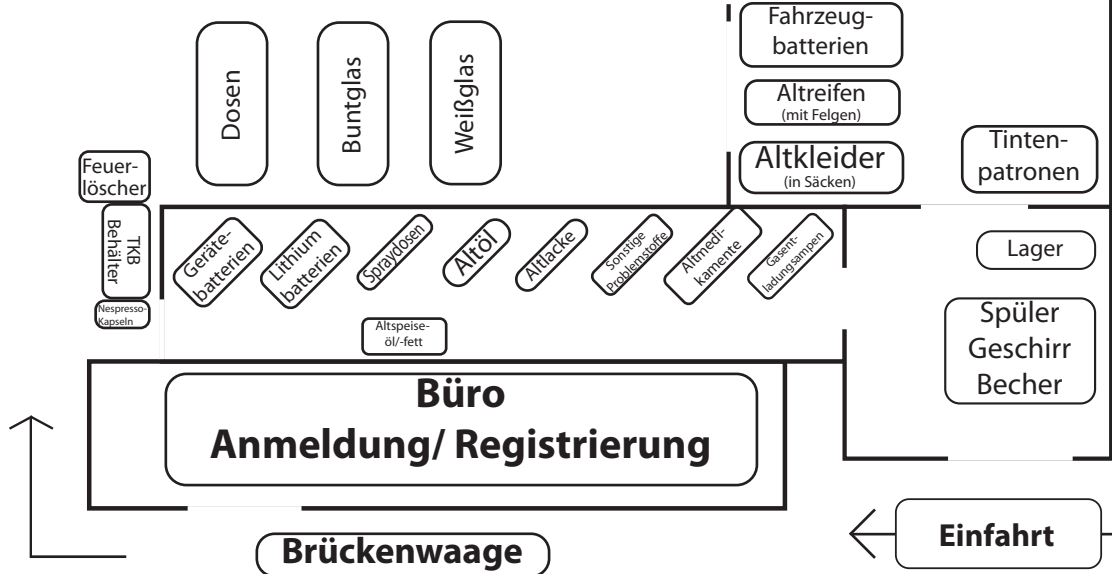 Fahrzeug-
batterien
Dosen
Buntglas
Weißglas
Altreifen
(mit Felgen)
Altkleider
(in Säcken)
Tinten-
patronen
Feuer-
löscher
TKB
Behälter
Nespresso-
Kapseln
Geräte-
batterien
Lithium
batterien
Spraydosen
Altöl
Altlacke
Sonstige
Problemstoffe
Altmedi-
kamente
Gasent-
ladungsampen
Lager
Altspeise-
öl/-fett
Spüler
Geschirr
Becher
Büro
Anmeldung/ Registrierung
Einfahrt
Brückenwaage